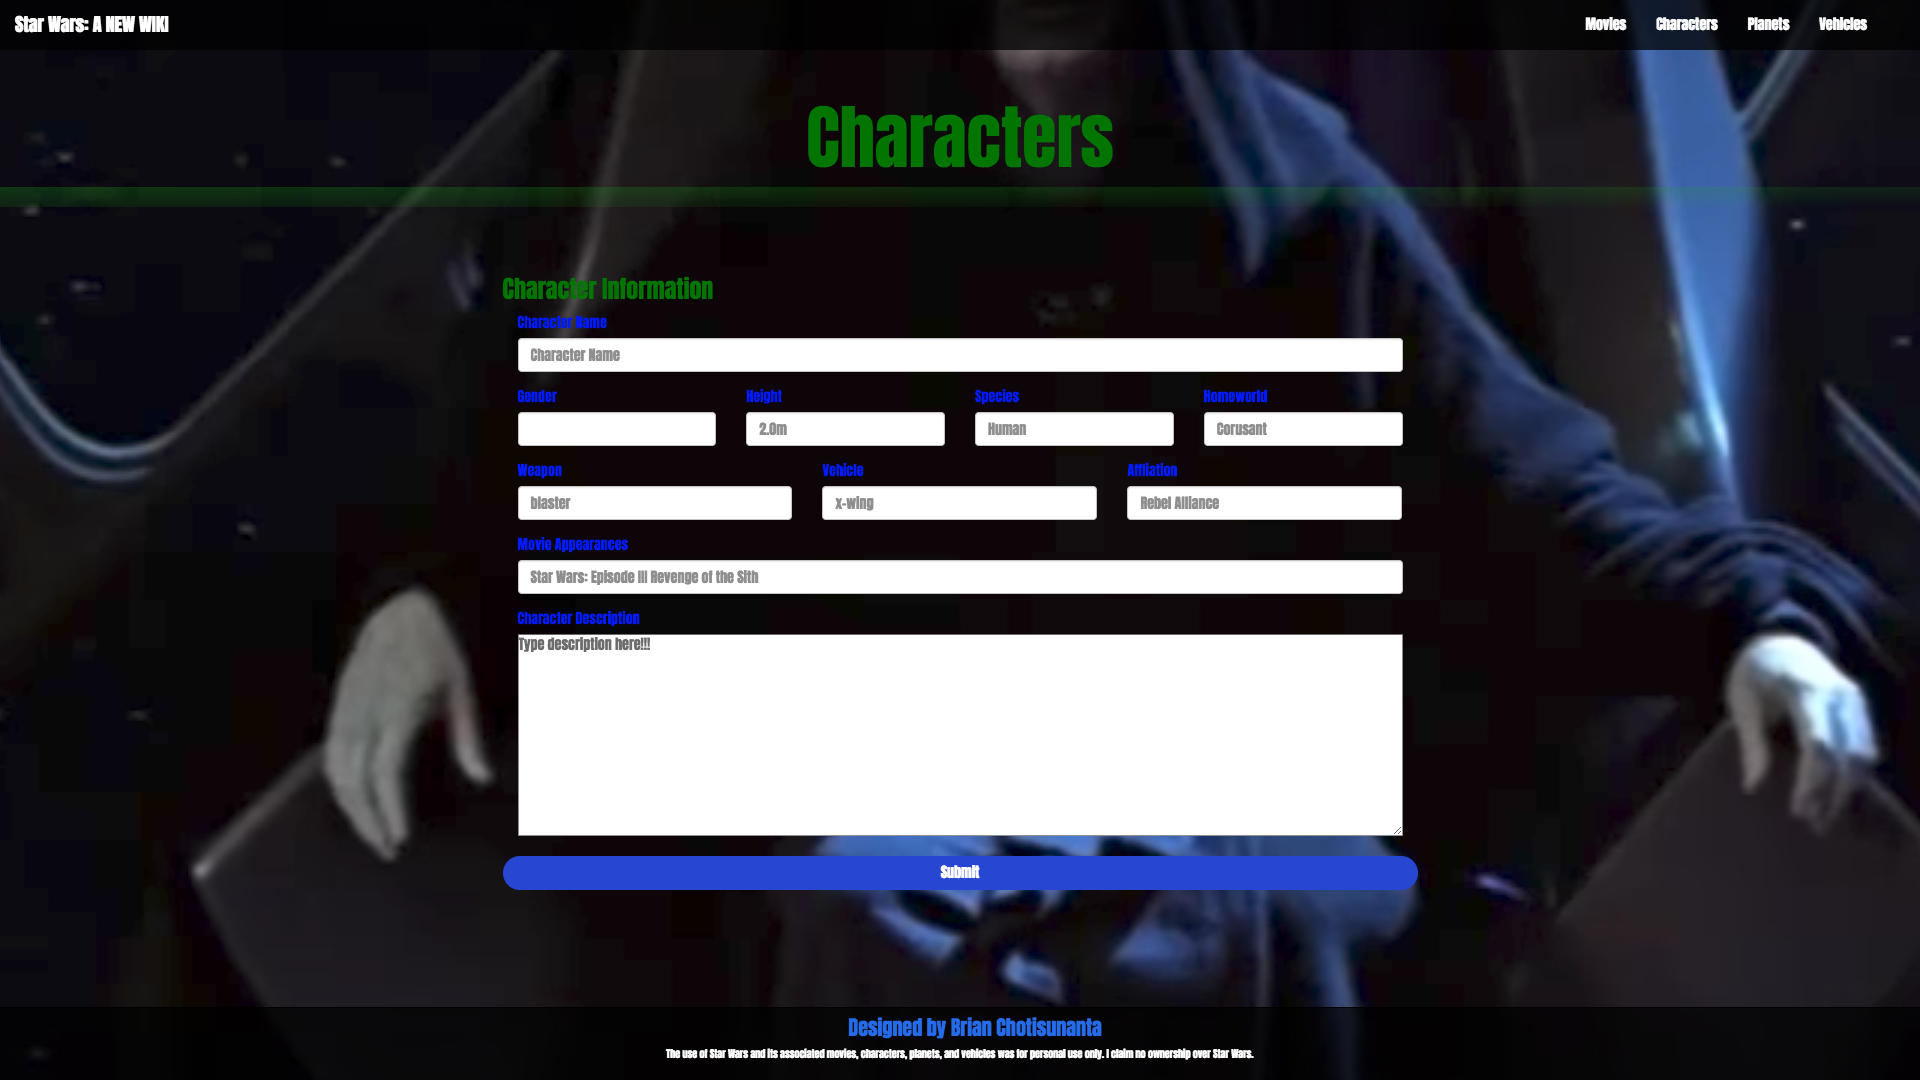 Star Wars: A NEW WIKI
Movies Characters Planets Vehicles
Characters
Character Information
Character Name
Character Name
Gender Height Species Homeworld
2.0m Human Corusant
Weapon Vehicle Affliation
blaster x-wing Rebel Alliance
Movie Appearances
Star Wars: Episode III Revenge of the Sith
Character Description
Type description here!!!
Submit
Designed by Brian Chotisunanta
The use of Star Wars and its associated movies, characters, planets, and vehicles was for personal use only. I claim no ownership over Star Wars.